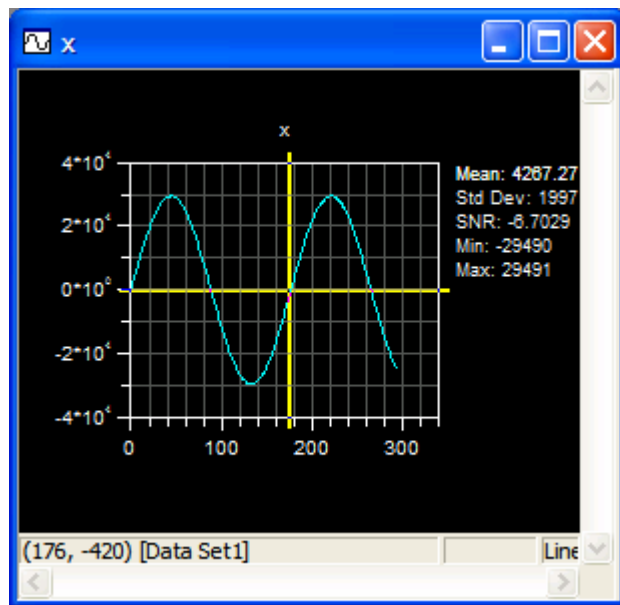 x
x
4*10⁴
2*10⁴
0*10⁰
-2*10⁴
-4*10⁴
0 100 200 300
Mean: 4267.27
Std Dev: 1997
SNR: -6.7029
Min: -29490
Max: 29491
(176, -420) [Data Set1] Line